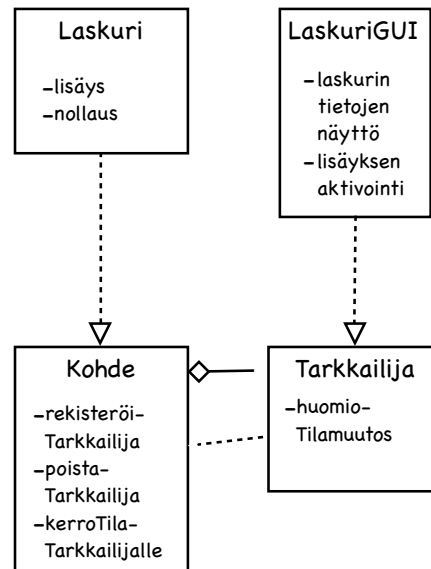 Laskuri
–lisäys
–nollaus
LaskuriGUI
–laskurin
tietojen
näyttö
–lisäyksen
aktivointi
Kohde
–rekisteröi–
Tarkkailija
–poista–
Tarkkailija
–kerroTila–
Tarkkailijalle
Tarkkailija
–huomio–
Tilamuutos